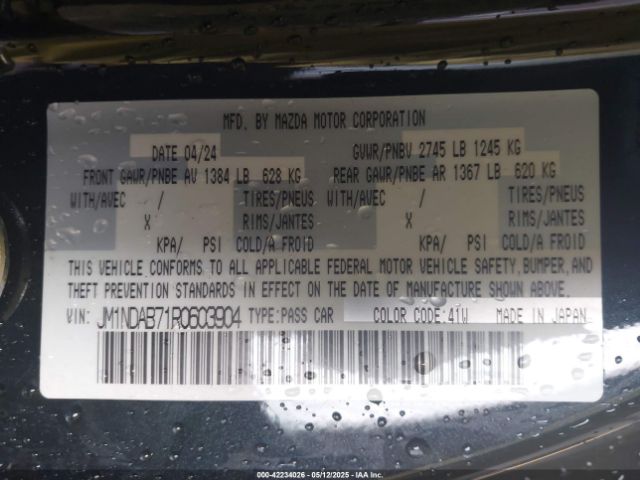 MFD. BY MAZDA MOTOR CORPORATION
DATE 04/24 GVWR/PNBV 2745 LB 1245 KG
FRONT GAWR/PNBE AV 1384 LB 628 KG REAR GAWR/PNBE AR 1367 LB 620 KG
WITH/AVEC / TIRES/PNEUS WITH/AVEC / TIRES/PNEUS
X RIMS/JANTES X RIMS/JANTES
KPA/ PSI COLD/A FROID KPA/ PSI COLD/A FROID
THIS VEHICLE CONFORMS TO ALL APPLICABLE FEDERAL MOTOR VEHICLE SAFETY, BUMPER, AND
THEFT PREVENTION STANDARDS IN EFFECT ON THE DATE OF MANUFACTURE SHOWN ABOVE.
VIN: JM1NDAB71R0603904 TYPE:PASS CAR COLOR CODE:41W MADE IN JAPAN
000-42234026 - 05/12/2025 - IAAI.COM